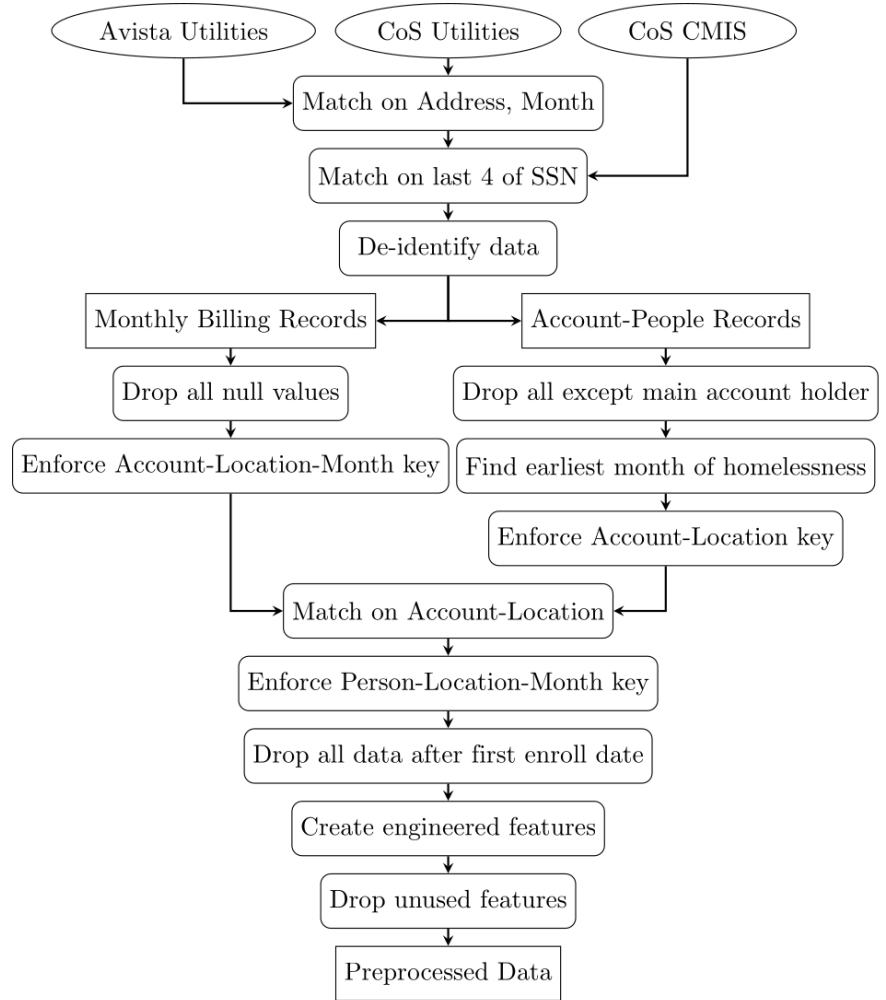 Avista Utilities
CoS Utilities
CoS CMIS
Match on Address, Month
Match on last 4 of SSN
De-identify data
Monthly Billing Records
Account-People Records
Drop all null values
Drop all except main account holder
Enforce Account-Location-Month key
Find earliest month of homelessness
Enforce Account-Location key
Match on Account-Location
Enforce Person-Location-Month key
Drop all data after first enroll date
Create engineered features
Drop unused features
Preprocessed Data